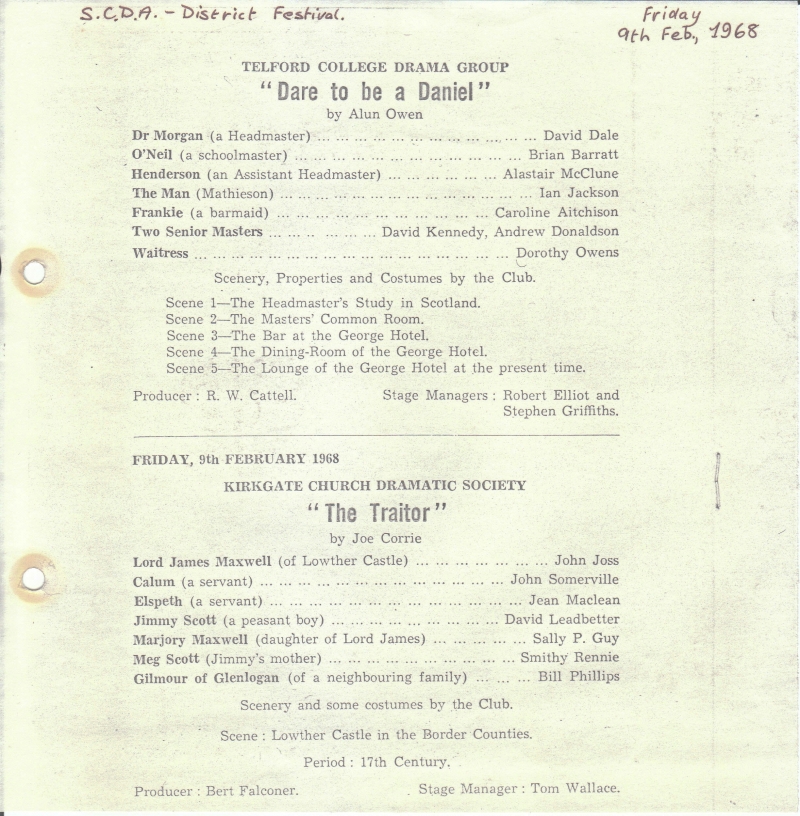 S.C.D.A. - District Festival.
Friday
9th Feb., 1968
TELFORD COLLEGE DRAMA GROUP
"Dare to be a Daniel"
by Alun Owen
Dr Morgan (a Headmaster) ... ... ... ... ... ... ... ... ... ... ... ... David Dale
O'Neil (a schoolmaster) ... ... ... ... ... ... ... ... ... ... ... ... Brian Barratt
Henderson (an Assistant Headmaster) ... ... ... ... ... ... Alastair McClune
The Man (Mathieson) ... ... ... ... ... ... ... ... ... ... ... ... ... ... Ian Jackson
Frankie (a barmaid) ... ... ... ... ... ... ... ... ... ... ... Caroline Aitchison
Two Senior Masters ... ... .. ... ... ... David Kennedy, Andrew Donaldson
Waitress ... ... ... ... ... ... ... ... ... ... ... ... ... ... ... ... ... Dorothy Owens
Scenery, Properties and Costumes by the Club.
Scene 1—The Headmaster's Study in Scotland.
Scene 2—The Masters' Common Room.
Scene 3—The Bar at the George Hotel.
Scene 4—The Dining-Room of the George Hotel.
Scene 5—The Lounge of the George Hotel at the present time.
Producer : R. W. Cattell. Stage Managers : Robert Elliot and
Stephen Griffiths.
FRIDAY, 9th FEBRUARY 1968
KIRKGATE CHURCH DRAMATIC SOCIETY
"The Traitor"
by Joe Corrie
Lord James Maxwell (of Lowther Castle) ... ... ... ... ... ... ... John Joss
Calum (a servant) ... ... ... ... ... ... ... ... ... ... ... ... ... John Somerville
Elspeth (a servant) ... ... ... ... ... ... ... ... ... ... ... ... ... ... Jean Maclean
Jimmy Scott (a peasant boy) ... ... ... ... ... ... ... ... ... David Leadbetter
Marjory Maxwell (daughter of Lord James) ... ... ... ... ... Sally P. Guy
Meg Scott (Jimmy's mother) ... ... ... ... ... ... ... ... ... ... Smithy Rennie
Gilmour of Glenlogan (of a neighbouring family) ... ... ... Bill Phillips
Scenery and some costumes by the Club.
Scene : Lowther Castle in the Border Counties.
Period : 17th Century.
Producer : Bert Falconer. Stage Manager : Tom Wallace.